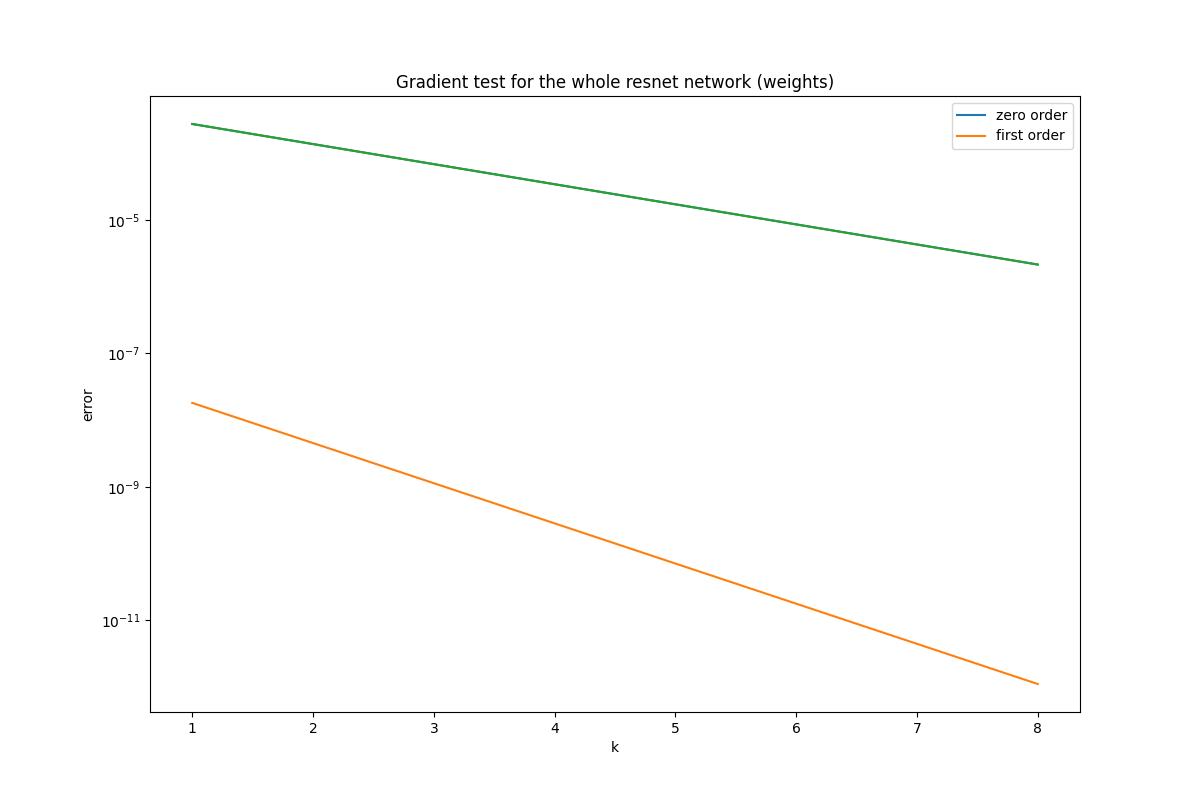 Gradient test for the whole resnet network (weights)
zero order
first order
10⁻⁵
10⁻⁷
10⁻⁹
10⁻¹¹
error
1 2 3 4 5 6 7 8
k